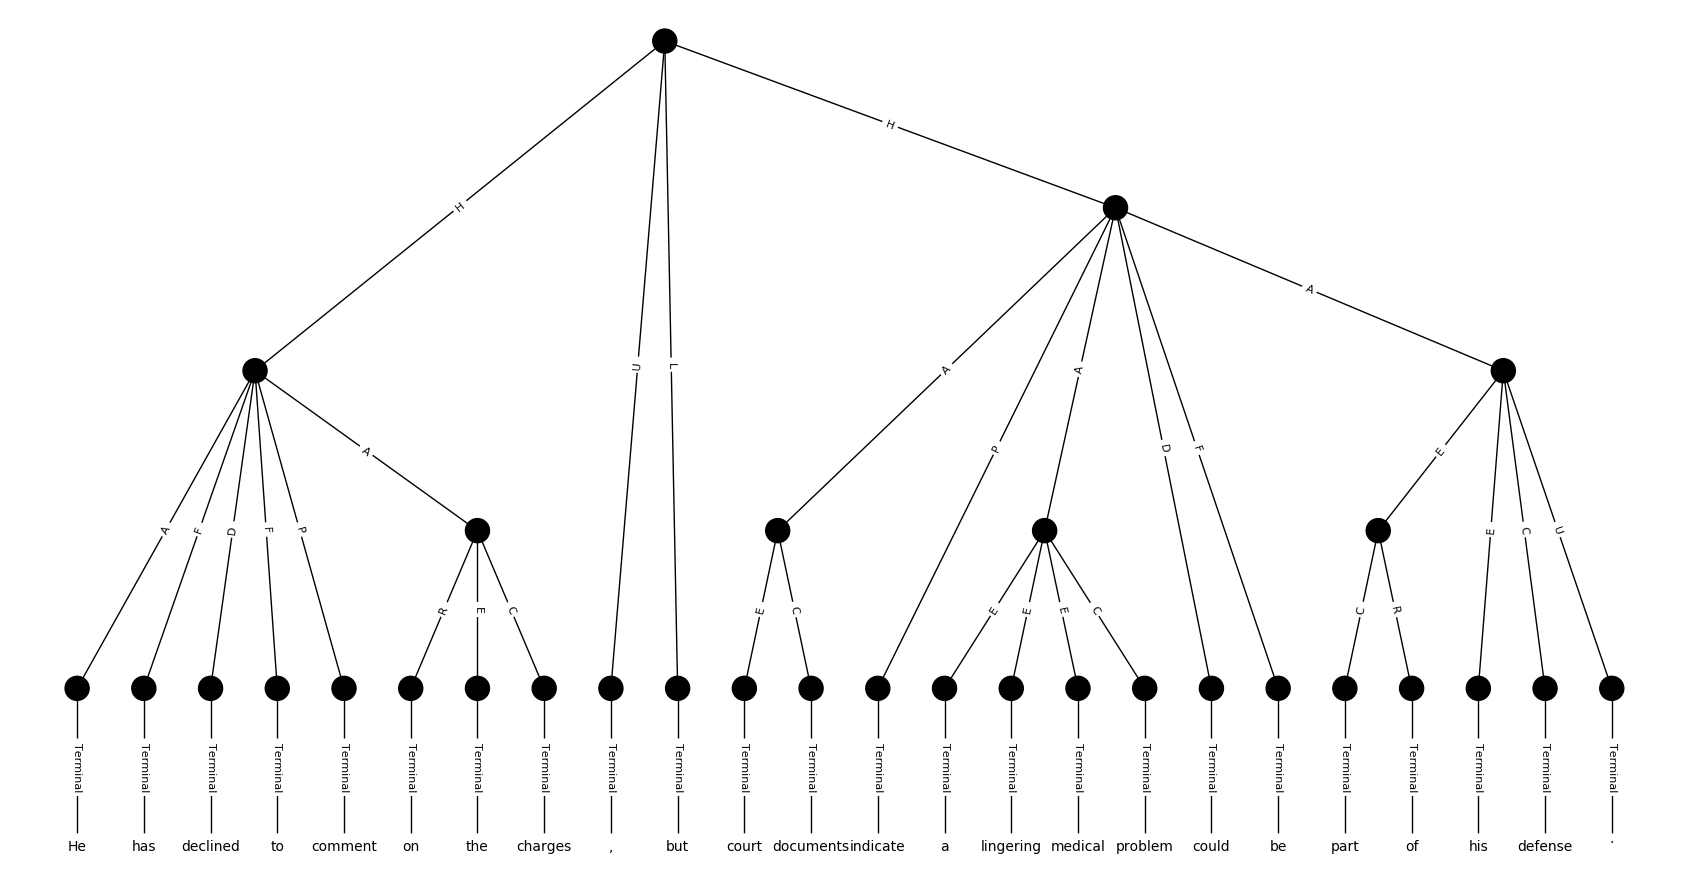 H
H
A
U
L
A
A
P
A
D
F
A
E
E
C
U
A
F
D
F
P
R
E
C
E
C
E
E
E
C
C
R
Terminal Terminal Terminal Terminal Terminal Terminal Terminal Terminal Terminal Terminal Terminal Terminal Terminal Terminal Terminal Terminal Terminal Terminal Terminal Terminal Terminal Terminal Terminal Terminal
He has declined to comment on the charges , but court documents indicate a lingering medical problem could be part of his defense .